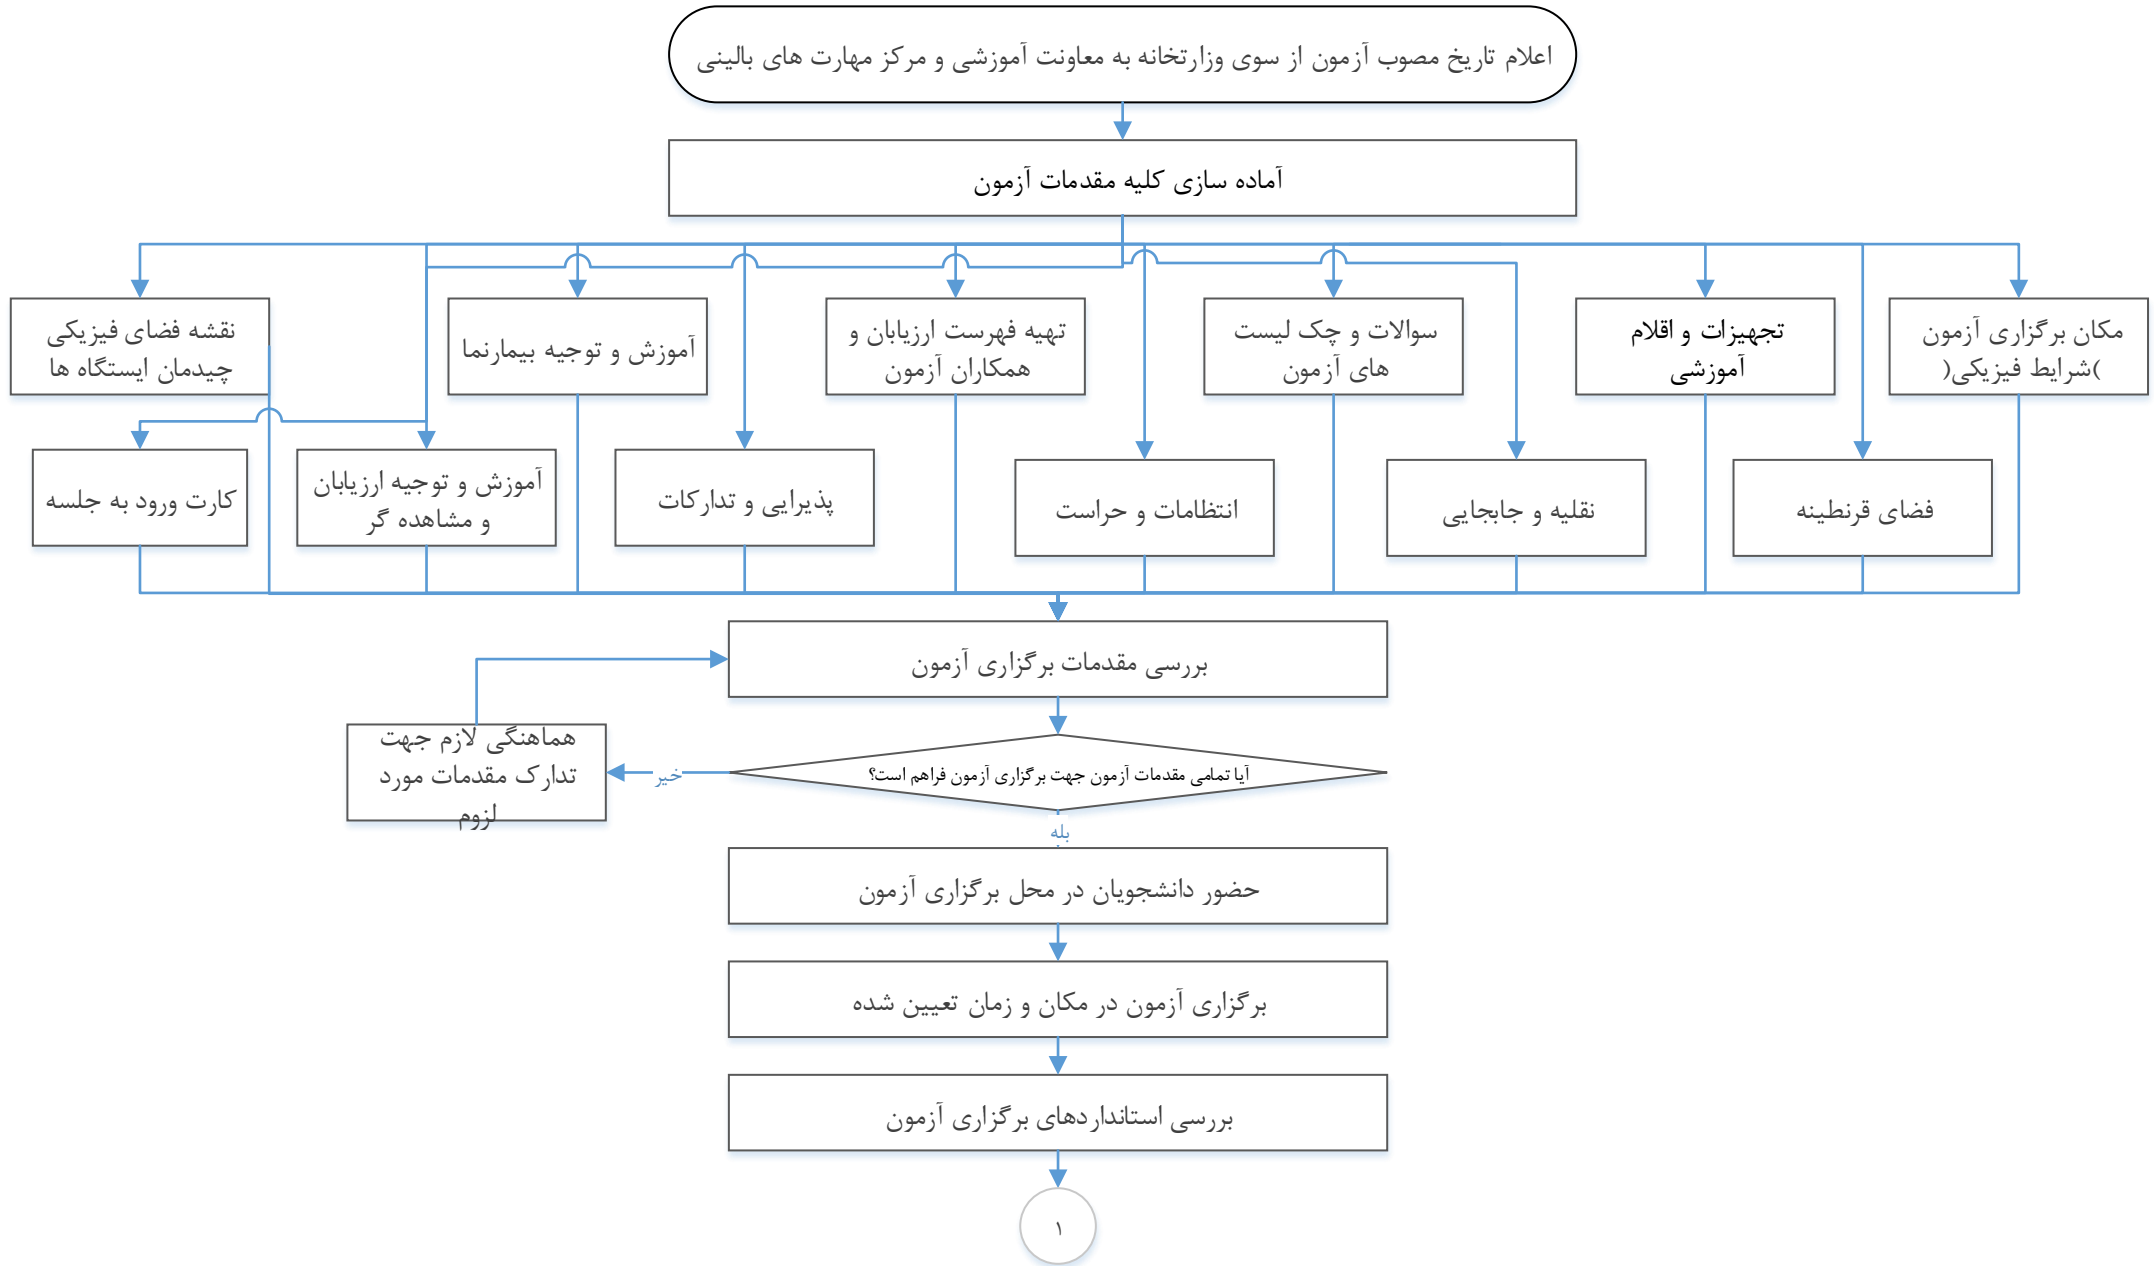 اعلام تاریخ مصوب آزمون از سوی وزارتخانه به معاونت آموزشی و مرکز مهارت های بالینی
آماده سازی کلیه مقدمات آزمون
مکان برگزاری آزمون
)شرایط فیزیکی(
تجهیزات و اقلام
آموزشی
سوالات و چک لیست
های آزمون
تهیه فهرست ارزیابان و
همکاران آزمون
آموزش و توجیه بیمارنما
نقشه فضای فیزیکی
چیدمان ایستگاه ها
فضای قرنطینه
نقلیه و جابجایی
انتظامات و حراست
پذیرایی و تدارکات
آموزش و توجیه ارزیابان
و مشاهده گر
کارت ورود به جلسه
بررسی مقدمات برگزاری آزمون
آیا تمامی مقدمات آزمون جهت برگزاری آزمون فراهم است؟
خیر
هماهنگی لازم جهت
تدارک مقدمات مورد
لزوم
بله
حضور دانشجویان در محل برگزاری آزمون
برگزاری آزمون در مکان و زمان تعیین شده
بررسی استانداردهای برگزاری آزمون
۱